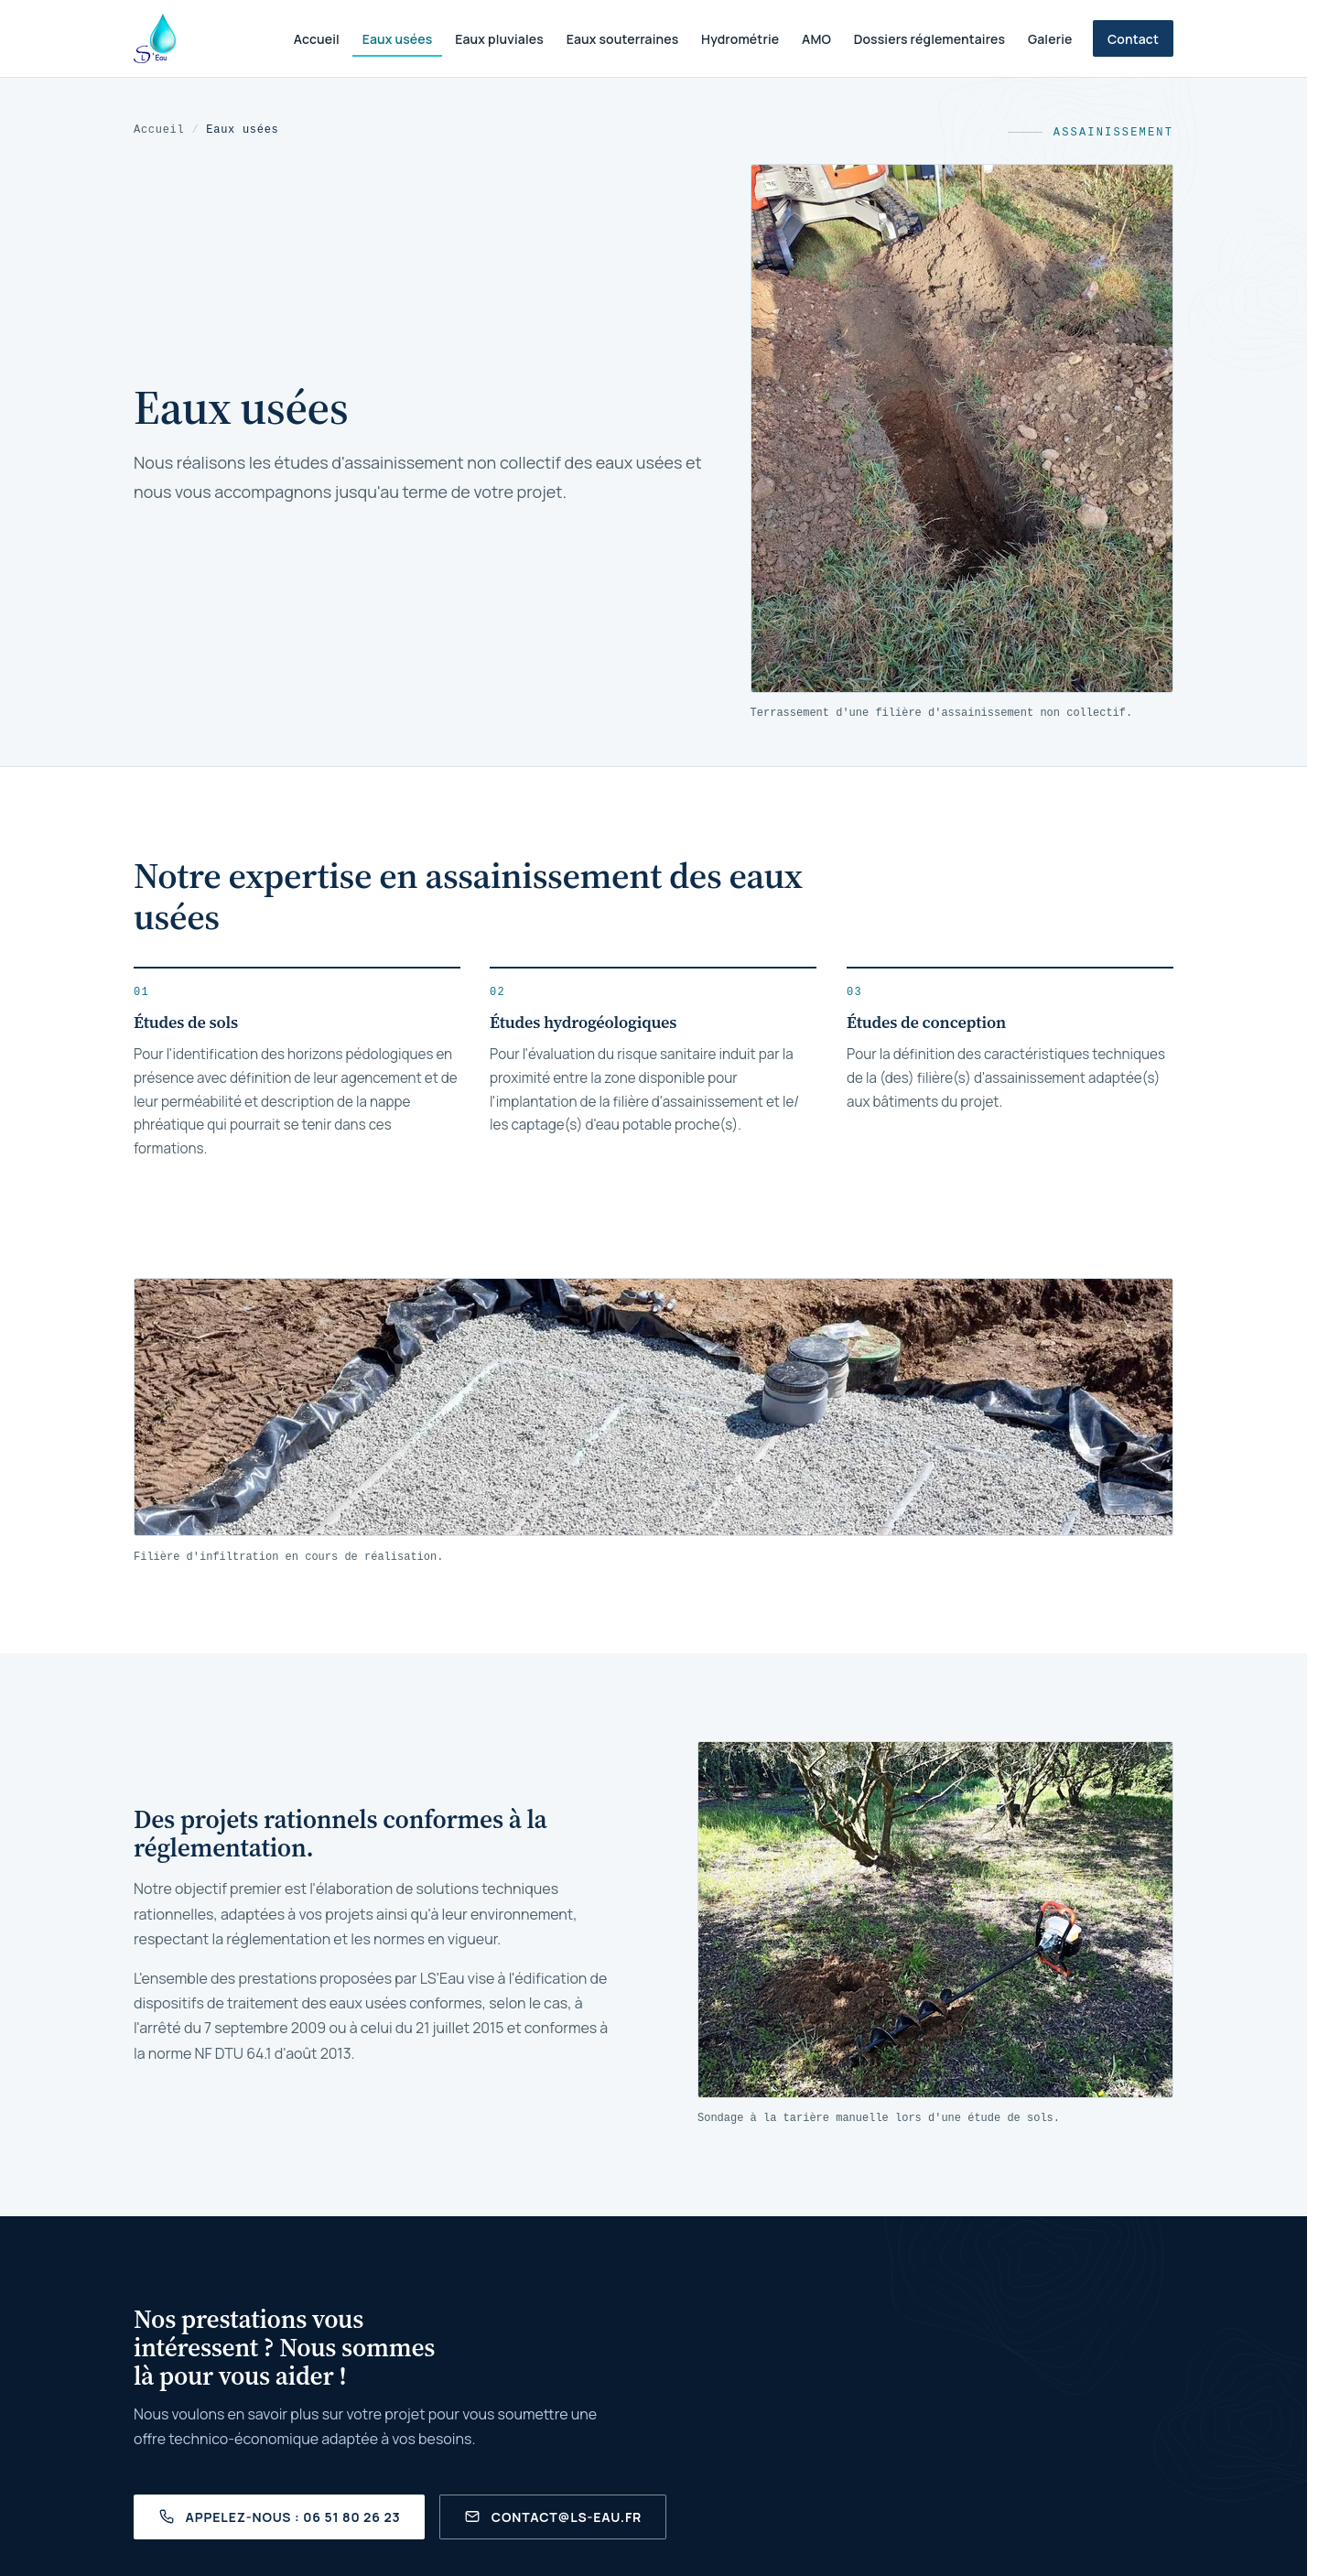 LS'Eau
Accueil
Eaux usées
Eaux pluviales
Eaux souterraines
Hydrométrie
AMO
Dossiers réglementaires
Galerie
Contact
Accueil / Eaux usées
ASSAINISSEMENT
Eaux usées
Nous réalisons les études d'assainissement non collectif des eaux usées et
nous vous accompagnons jusqu'au terme de votre projet.
Terrassement d'une filière d'assainissement non collectif.
Notre expertise en assainissement des eaux
usées
01
Études de sols
Pour l'identification des horizons pédologiques en
présence avec définition de leur agencement et de
leur perméabilité et description de la nappe
phréatique qui pourrait se tenir dans ces
formations.
02
Études hydrogéologiques
Pour l'évaluation du risque sanitaire induit par la
proximité entre la zone disponible pour
l'implantation de la filière d'assainissement et le/
les captage(s) d'eau potable proche(s).
03
Études de conception
Pour la définition des caractéristiques techniques
de la (des) filière(s) d'assainissement adaptée(s)
aux bâtiments du projet.
Filière d'infiltration en cours de réalisation.
Des projets rationnels conformes à la
réglementation.
Notre objectif premier est l'élaboration de solutions techniques
rationnelles, adaptées à vos projets ainsi qu'à leur environnement,
respectant la réglementation et les normes en vigueur.
L'ensemble des prestations proposées par LS'Eau vise à l'édification de
dispositifs de traitement des eaux usées conformes, selon le cas, à
l'arrêté du 7 septembre 2009 ou à celui du 21 juillet 2015 et conformes à
la norme NF DTU 64.1 d'août 2013.
Sondage à la tarière manuelle lors d'une étude de sols.
Nos prestations vous
intéressent ? Nous sommes
là pour vous aider !
Nous voulons en savoir plus sur votre projet pour vous soumettre une
offre technico-économique adaptée à vos besoins.
APPELEZ-NOUS : 06 51 80 26 23
CONTACT@LS-EAU.FR